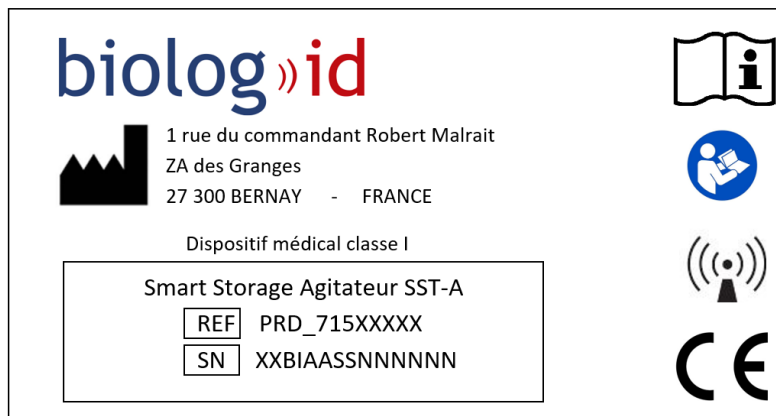 biolog id
1 rue du commandant Robert Malrait
ZA des Granges
27 300 BERNAY - FRANCE
Dispositif médical classe I
Smart Storage Agitateur SST-A
REF PRD_715XXXXX
SN XXBIAASSNNNNNN
i
CE